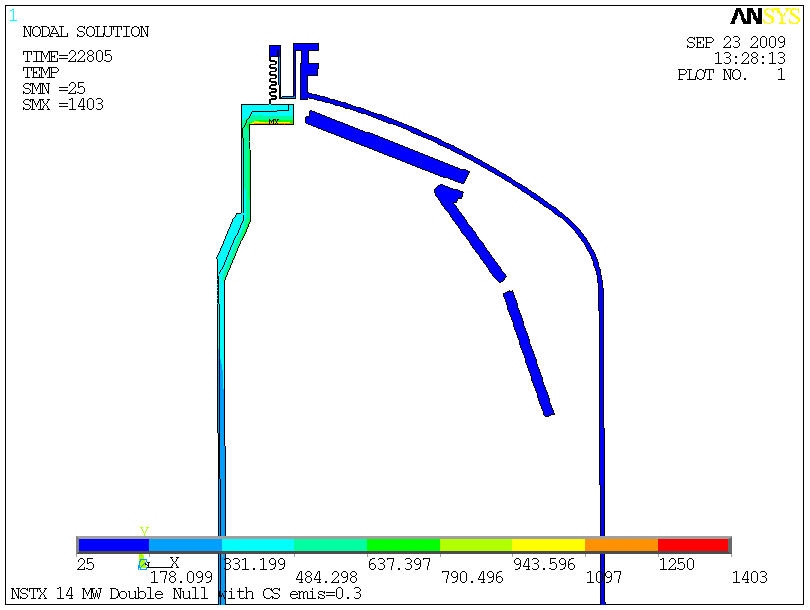 1
ANSYS
NODAL SOLUTION
TIME=22805
TEMP
SMN =25
SMX =1403
SEP 23 2009
13:28:13
PLOT NO.   1
MX
Y
X
25
178.099
331.199
484.298
637.397
790.496
943.596
1097
1250
1403
NSTX 14 MW Double Null with CS emis=0.3